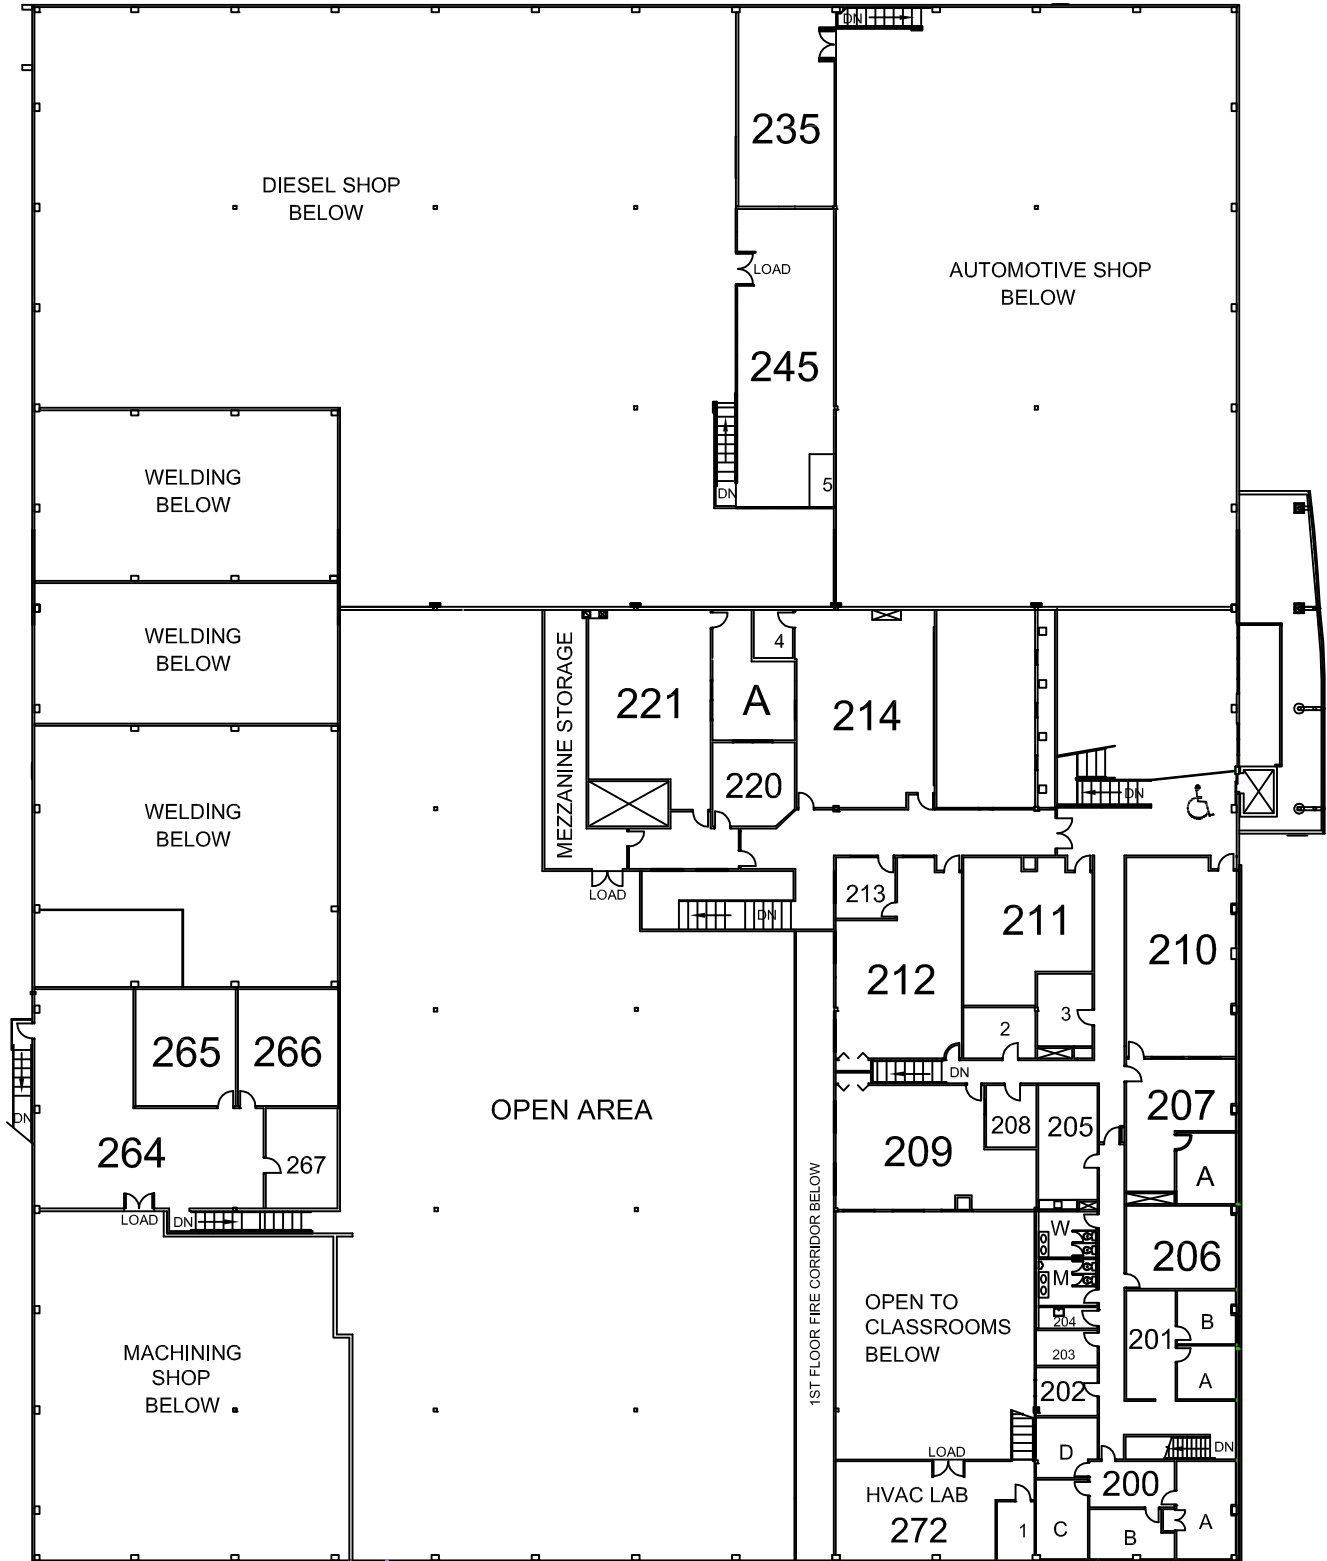 DN
235
DIESEL SHOP
BELOW
LOAD
AUTOMOTIVE SHOP
BELOW
245
WELDING
BELOW
5
DN
WELDING
BELOW
MEZZANINE STORAGE
4
221
A
214
220
WELDING
BELOW
DN
LOAD
213
211
DN
210
212
3
2
265
266
DN
OPEN AREA
207
DN
208
205
264
209
267
A
LOAD
DN
1ST FLOOR FIRE CORRIDOR BELOW
W
206
M
OPEN TO
CLASSROOMS
BELOW
204
B
201
203
MACHINING
SHOP
BELOW
A
202
LOAD
D
DN
HVAC LAB
272
200
1
C
B
A